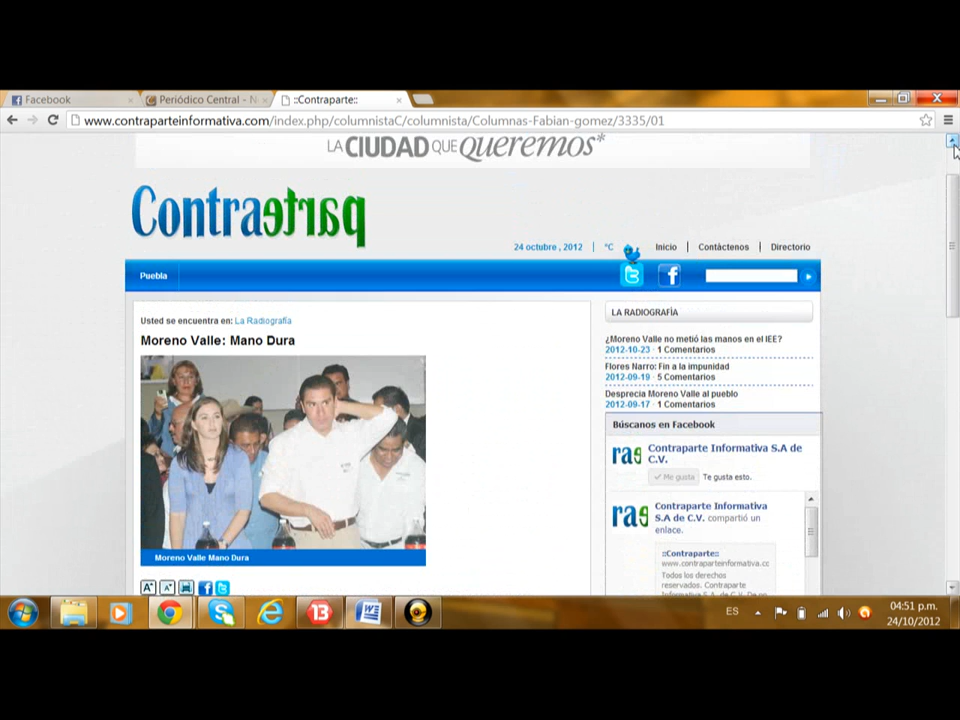 Facebook
Periódico Central - N
::Contraparte::
www.contraparteinformativa.com/index.php/columnistaC/columnista/Columnas-Fabian-gomez/3335/01
LA CIUDAD QUE QUEREMOS*
Contraparte
24 octubre , 2012 | °C
Inicio | Contáctenos | Directorio
Puebla
Usted se encuentra en: La Radiografía
Moreno Valle: Mano Dura
Moreno Valle Mano Dura
A+ A-
LA RADIOGRAFÍA
¿Moreno Valle no metió las manos en el IEE?
2012-10-23 · 1 Comentarios
Flores Narro: Fin a la impunidad
2012-09-19 · 5 Comentarios
Desprecia Moreno Valle al pueblo
2012-09-17 · 1 Comentarios
Búscanos en Facebook
Contraparte Informativa S.A de
C.V.
Me gusta Te gusta esto.
Contraparte Informativa
S.A de C.V. compartió un
enlace.
::Contraparte::
www.contraparteinformativa.cc
Todos los derechos
reservados. Contraparte
ES
04:51 p.m.
24/10/2012